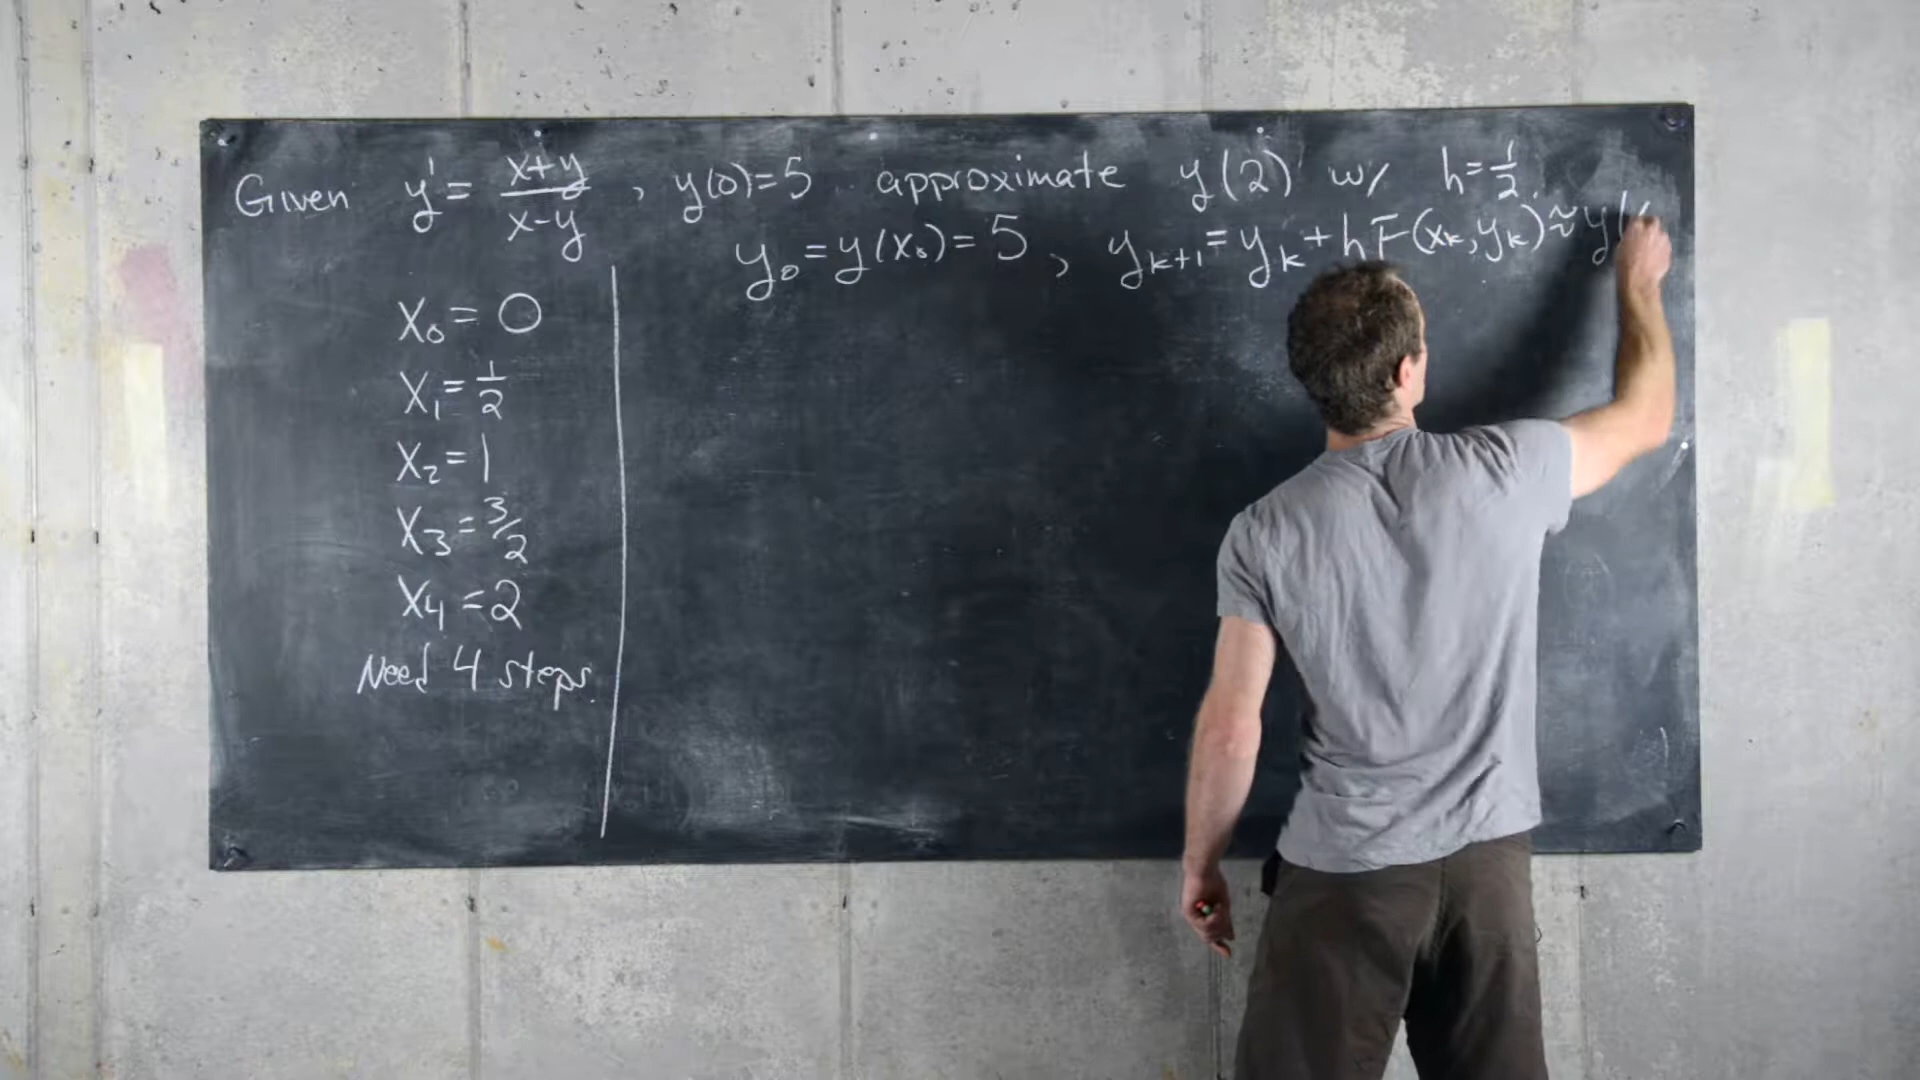 Given y' = x+y / x-y , y(0)=5 approximate y(2) w/ h=1/2.
y₀ = y(x₀) = 5 , yₖ₊₁ = yₖ + hF(xₖ,yₖ) ≈ y(
x₀ = 0
x₁ = 1/2
x₂ = 1
x₃ = 3/2
x₄ = 2
Need 4 steps.